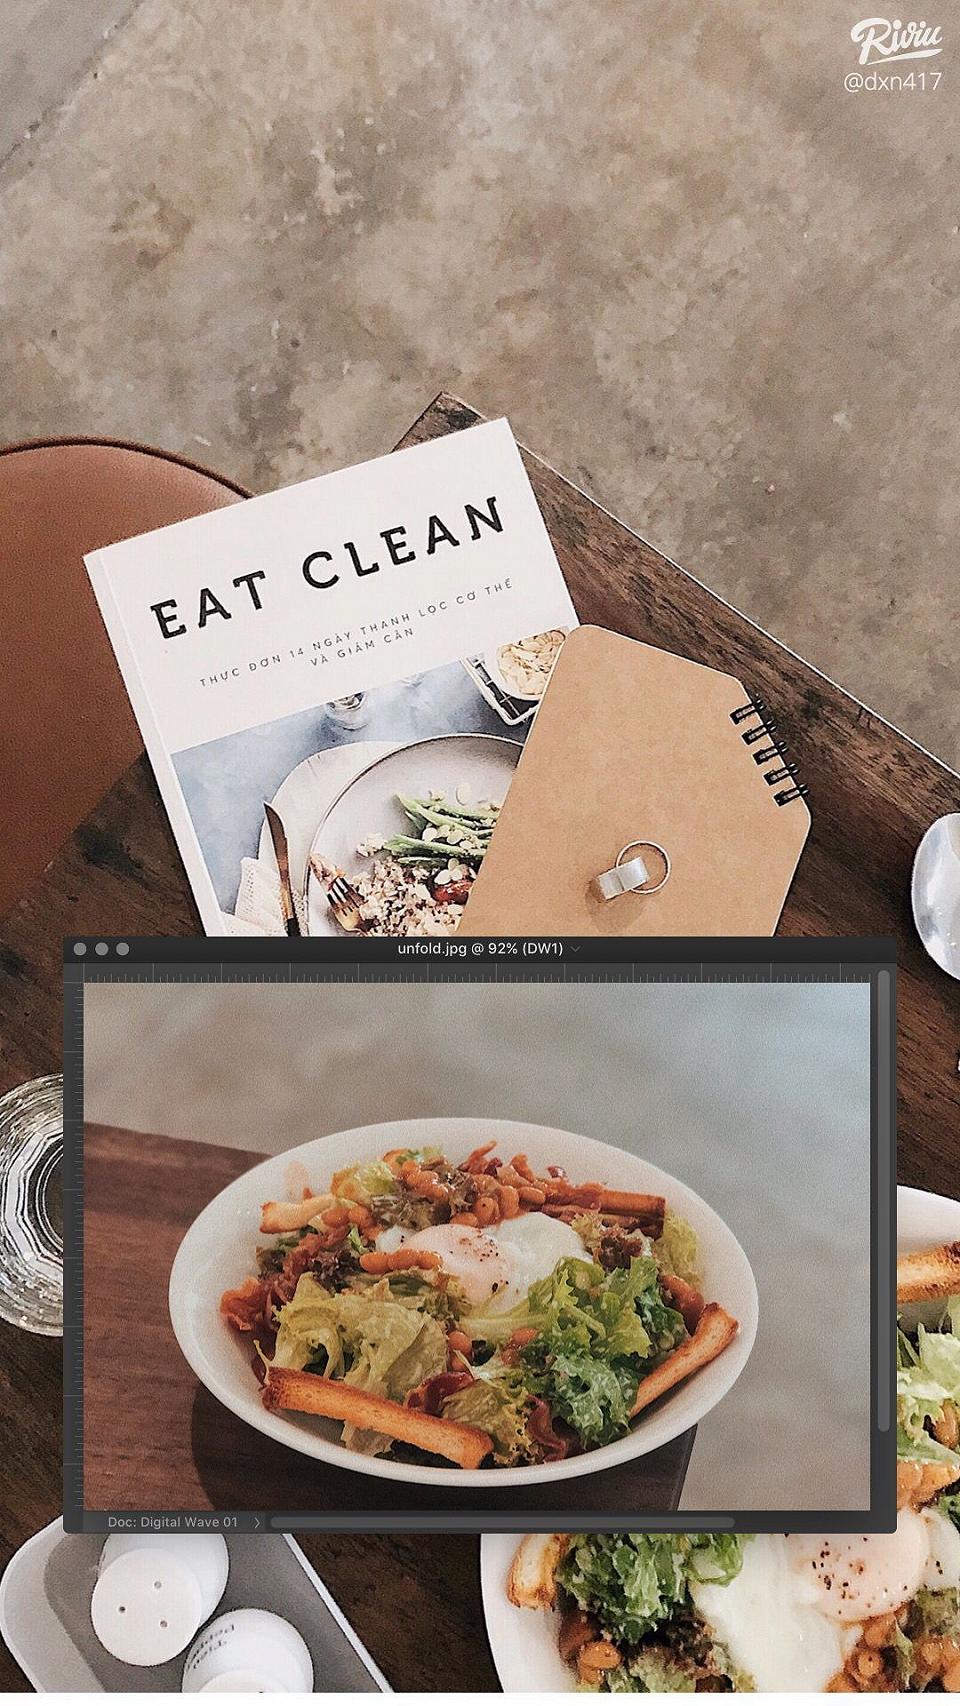 Riviu
@dxn417
EAT CLEAN
THỰC ĐƠN 14 NGÀY THANH LỌC CƠ THỂ
VÀ GIẢM CÂN
unfold.jpg @ 92% (DW1)
Doc: Digital Wave 01